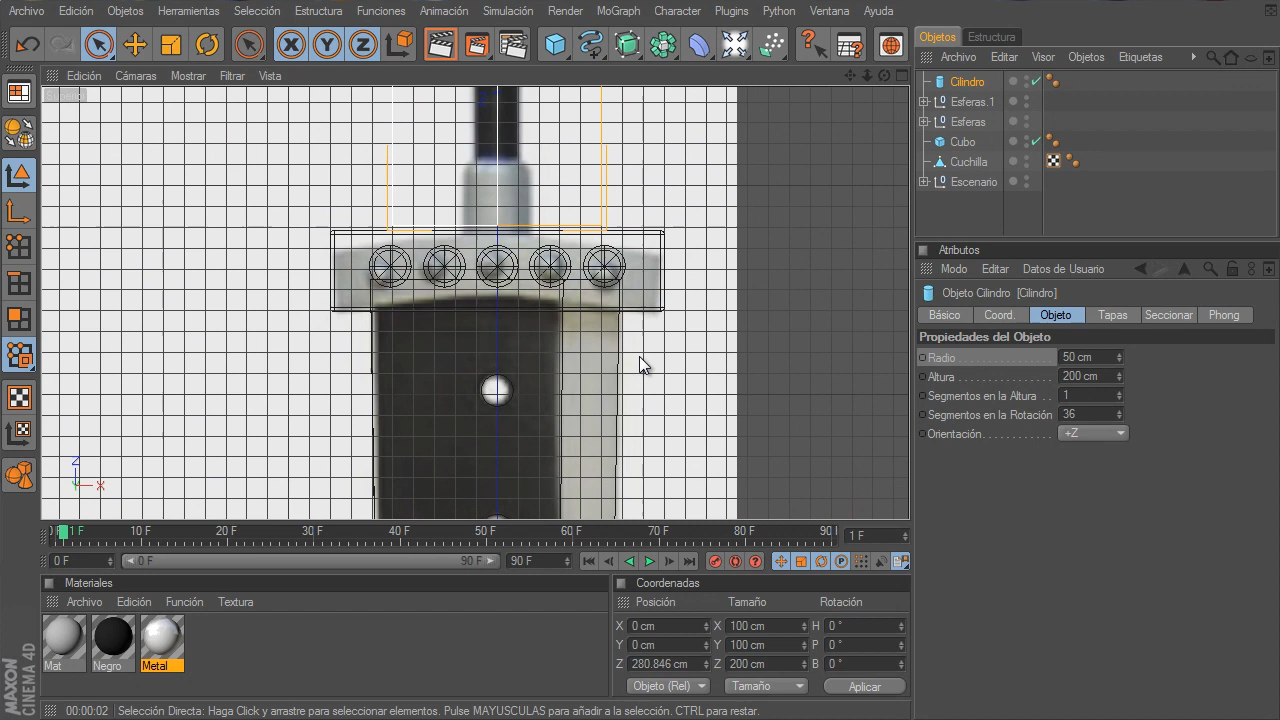 Archivo Edición Objetos Herramientas Selección Estructura Funciones Animación Simulación Render MoGraph Character Plugins Python Ventana Ayuda
Objetos Estructura
Edición Cámaras Mostrar Filtrar Vista
Archivo Editar Visor Objetos Etiquetas
Cilindro
Esferas.1
Esferas
Cubo
Cuchilla
Escenario
Atributos
Modo Editar Datos de Usuario
Objeto Cilindro [Cilindro]
Básico Coord. Objeto Tapas Seccionar Phong
Propiedades del Objeto
Radio 50 cm
Altura 200 cm
Segmentos en la Altura 1
Segmentos en la Rotación 36
Orientación +Z
Z
Y X
1 F 10 F 20 F 30 F 40 F 50 F 60 F 70 F 80 F 90 1 F
0 F 0 F 90 F 90 F
Materiales
Archivo Edición Función Textura
Mat Negro Metal
Coordenadas
Posición Tamaño Rotación
X 0 cm X 100 cm H 0 °
Y 0 cm Y 100 cm P 0 °
Z 280.846 cm Z 200 cm B 0 °
Objeto (Rel) Tamaño Aplicar
MAXON
CINEMA 4D
00:00:02 Selección Directa: Haga Click y arrastre para seleccionar elementos. Pulse MAYUSCULAS para añadir a la selección. CTRL para restar.